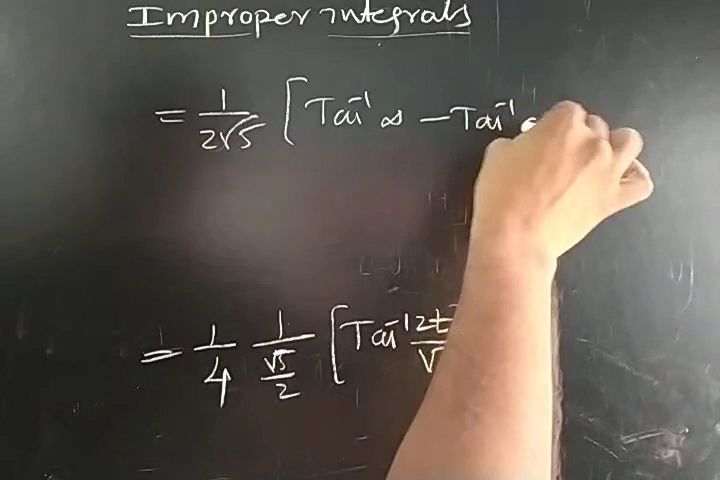 Improper integrals
= 1/2√5 [Tan⁻¹ ∞ - Tan⁻¹
= 1/4 1/(√5/2) [Tan⁻¹ 2t/√